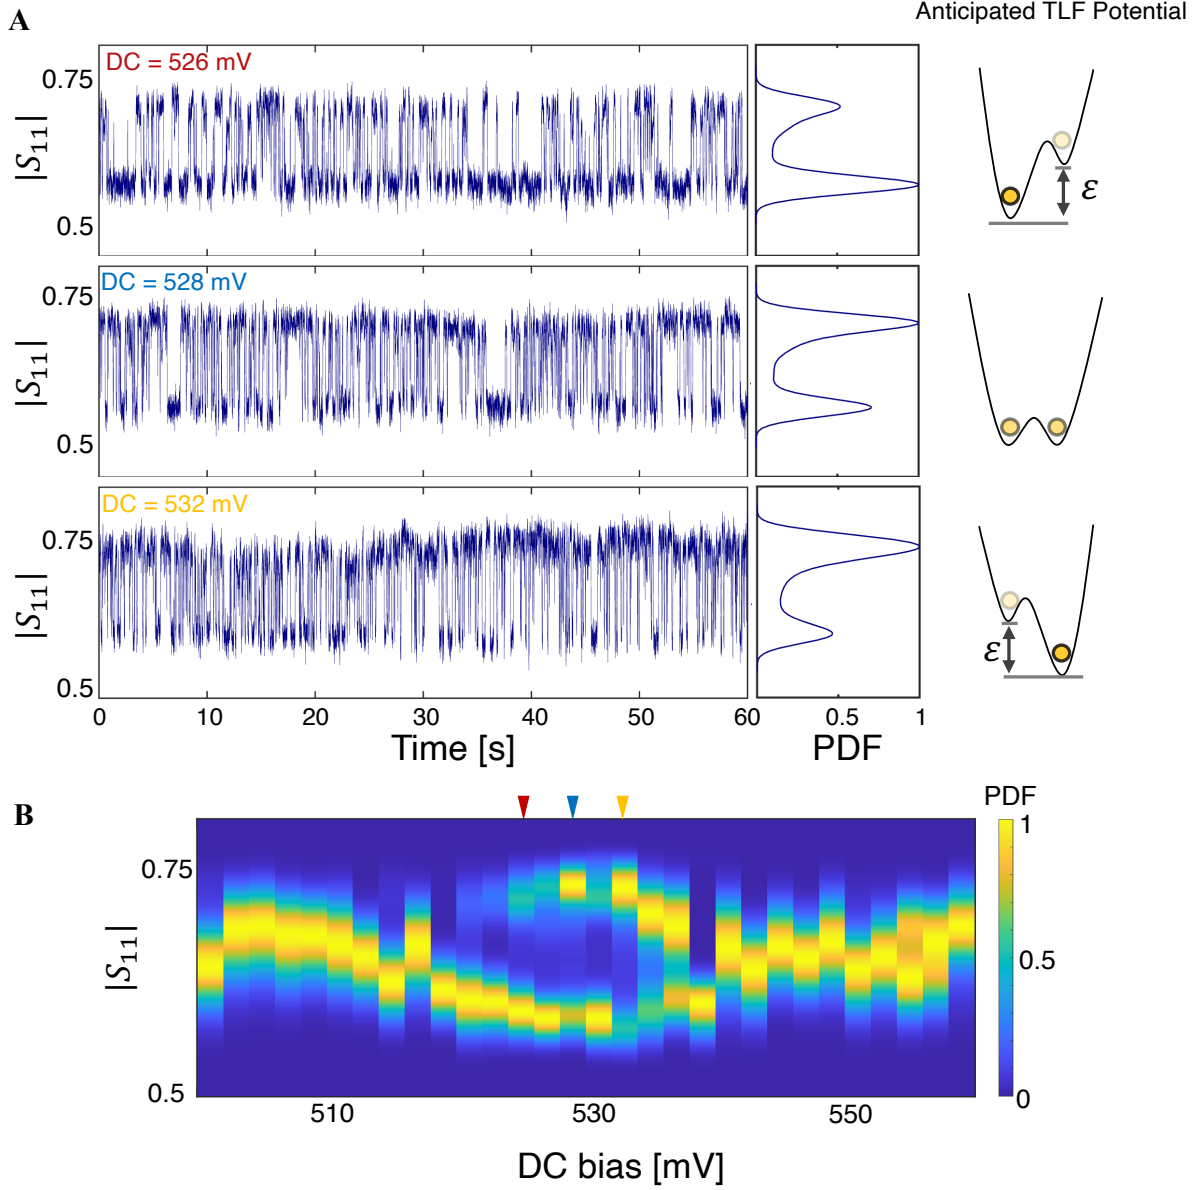 A
Anticipated TLF Potential
DC = 526 mV
0.75
0.5
|S₁₁|
ε
DC = 528 mV
0.75
0.5
|S₁₁|
DC = 532 mV
0.75
0.5
|S₁₁|
ε
0 10 20 30 40 50 60
0.5 1
Time [s]
PDF
B
PDF
0.75
0.5
|S₁₁|
1
0.5
0
510 530 550
DC bias [mV]